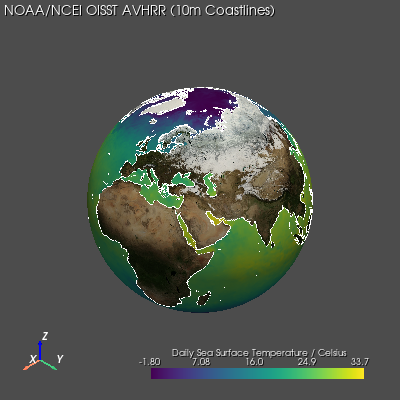 NOAA/NCEI OISST AVHRR (10m Coastlines)
Z
X Y
Daily Sea Surface Temperature / Celsius
-1.80 7.08 16.0 24.9 33.7